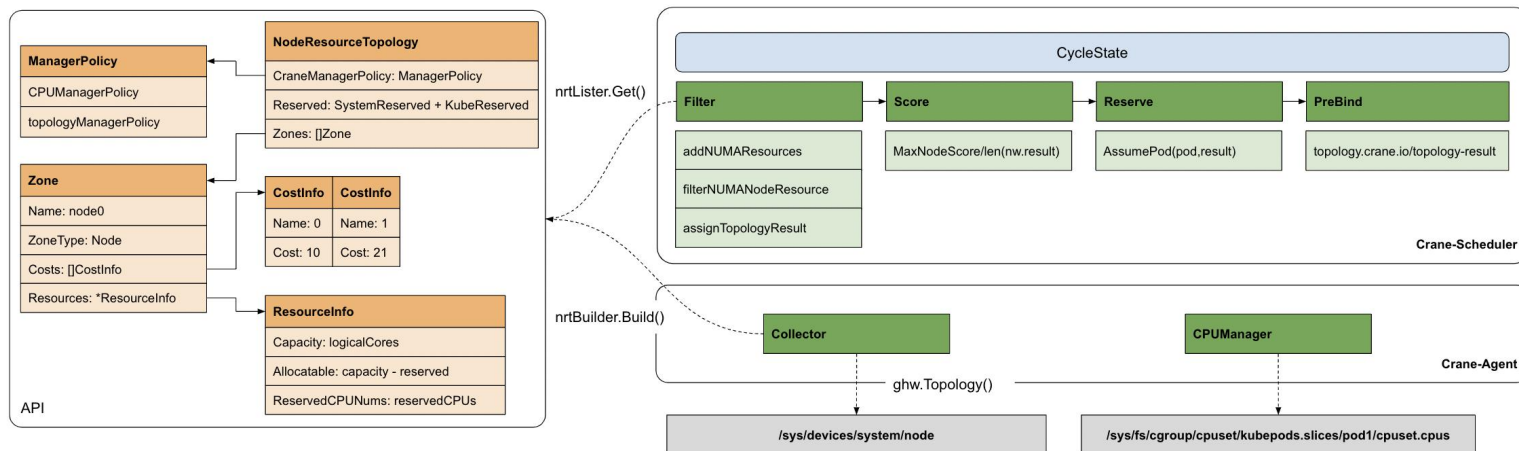 NodeResourceTopology
CraneManagerPolicy: ManagerPolicy
Reserved: SystemReserved + KubeReserved
Zones: []Zone
ManagerPolicy
CPUManagerPolicy
topologyManagerPolicy
Zone
Name: node0
ZoneType: Node
Costs: []CostInfo
Resources: *ResourceInfo
CostInfo CostInfo
Name: 0 Name: 1
Cost: 10 Cost: 21
ResourceInfo
Capacity: logicalCores
Allocatable: capacity - reserved
ReservedCPUNums: reservedCPUs
API
nrtLister.Get()
nrtBuilder.Build()
CycleState
Filter
addNUMAResources
filterNUMANodeResource
assignTopologyResult
Score
MaxNodeScore/len(nw.result)
Reserve
AssumePod(pod,result)
PreBind
topology.crane.io/topology-result
Crane-Scheduler
Collector
CPUManager
Crane-Agent
ghw.Topology()
/sys/devices/system/node
/sys/fs/cgroup/cpuset/kubepods.slices/pod1/cpuset.cpus